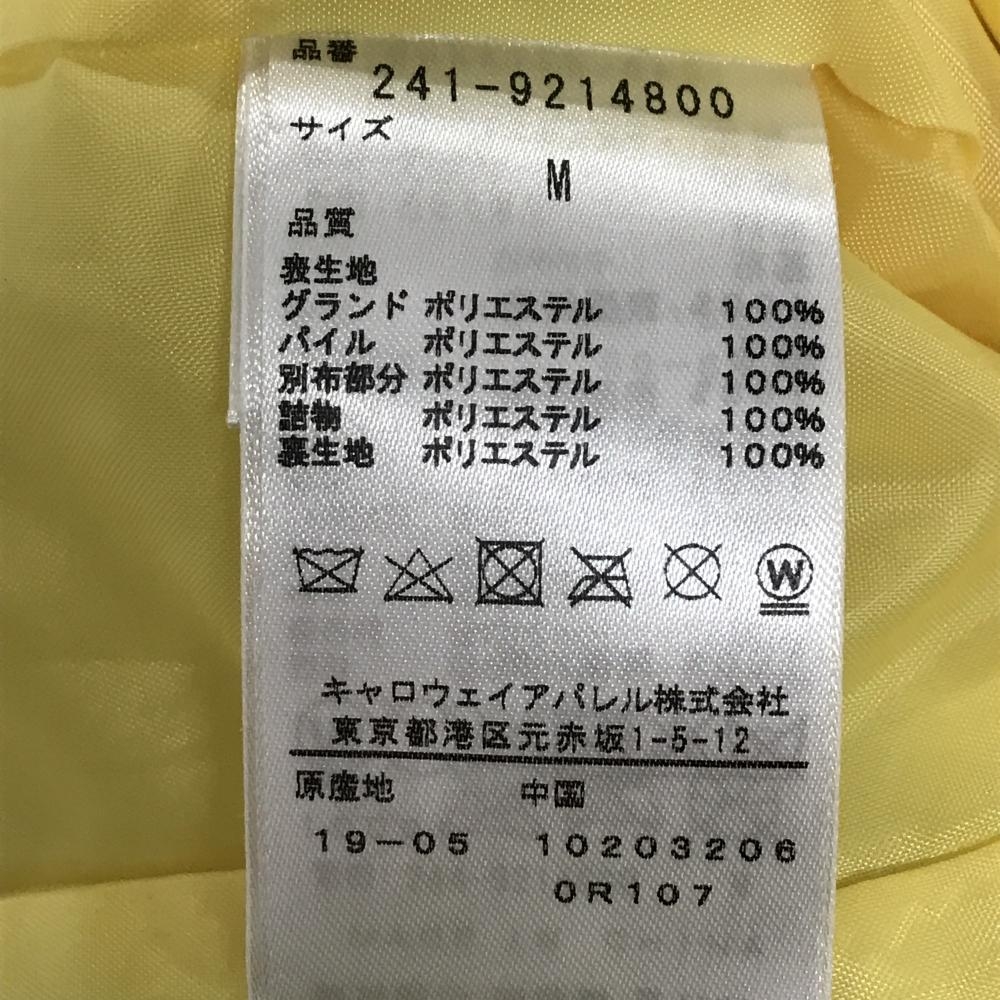 品番
241-9214800
サイズ
M
品質
表生地
グランド ポリエステル 100%
パイル ポリエステル 100%
別布部分 ポリエステル 100%
詰物 ポリエステル 100%
裏生地 ポリエステル 100%
W
キャロウェイアパレル株式会社
東京都港区元赤坂1-5-12
原産地 中国
19-05 10203206
0R107